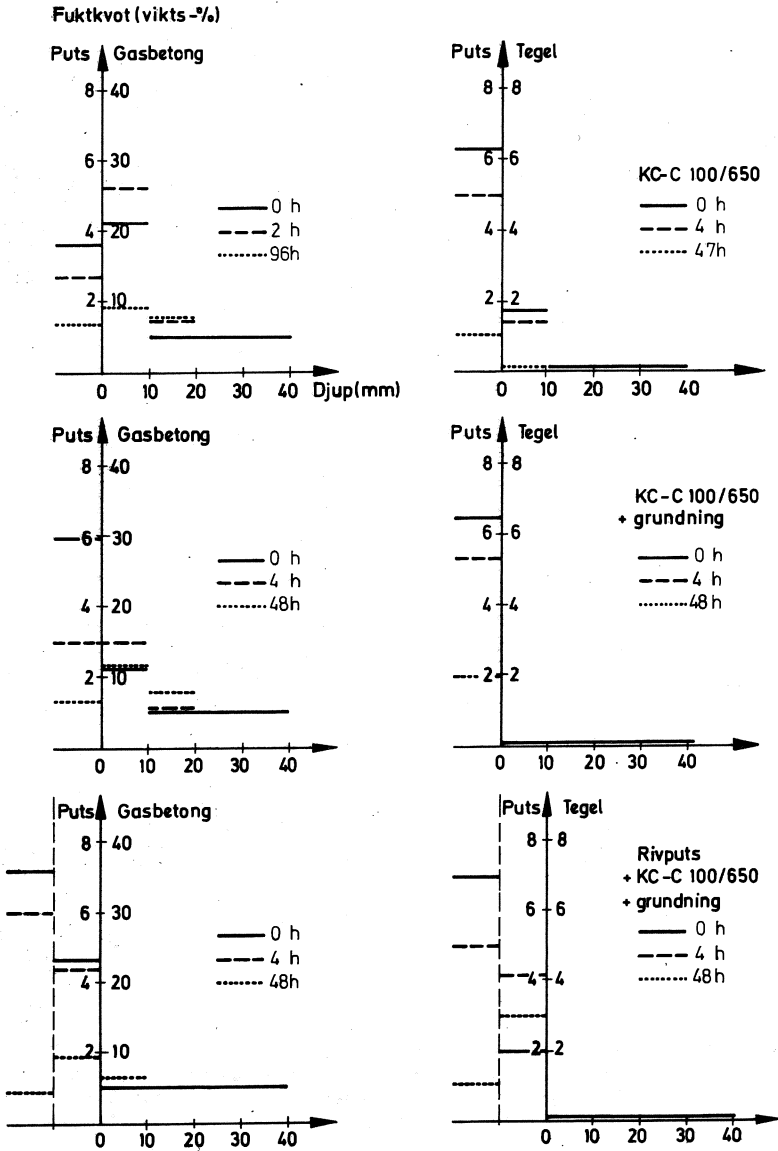 Fuktkvot (vikts-%)
Puts Gasbetong
8 40
6 30
4 20
2 10
0 10 20 30 40 Djup(mm)
0 h
2 h
96h
Puts Tegel
8 8
6 6
4 4
2 2
0 10 20 30 40
KC-C 100/650
0 h
4 h
47h
Puts Gasbetong
8 40
6 30
4 20
2 10
0 10 20 30 40
0 h
4 h
48h
Puts Tegel
8 8
6 6
4 4
2 2
0 10 20 30 40
KC-C 100/650
+ grundning
0 h
4 h
48h
Puts Gasbetong
8 40
6 30
4 20
2 10
0 10 20 30 40
0 h
4 h
48h
Puts Tegel
8 8
6 6
4 4
2 2
0 10 20 30 40
Rivputs
+ KC-C 100/650
+ grundning
0 h
4 h
48h